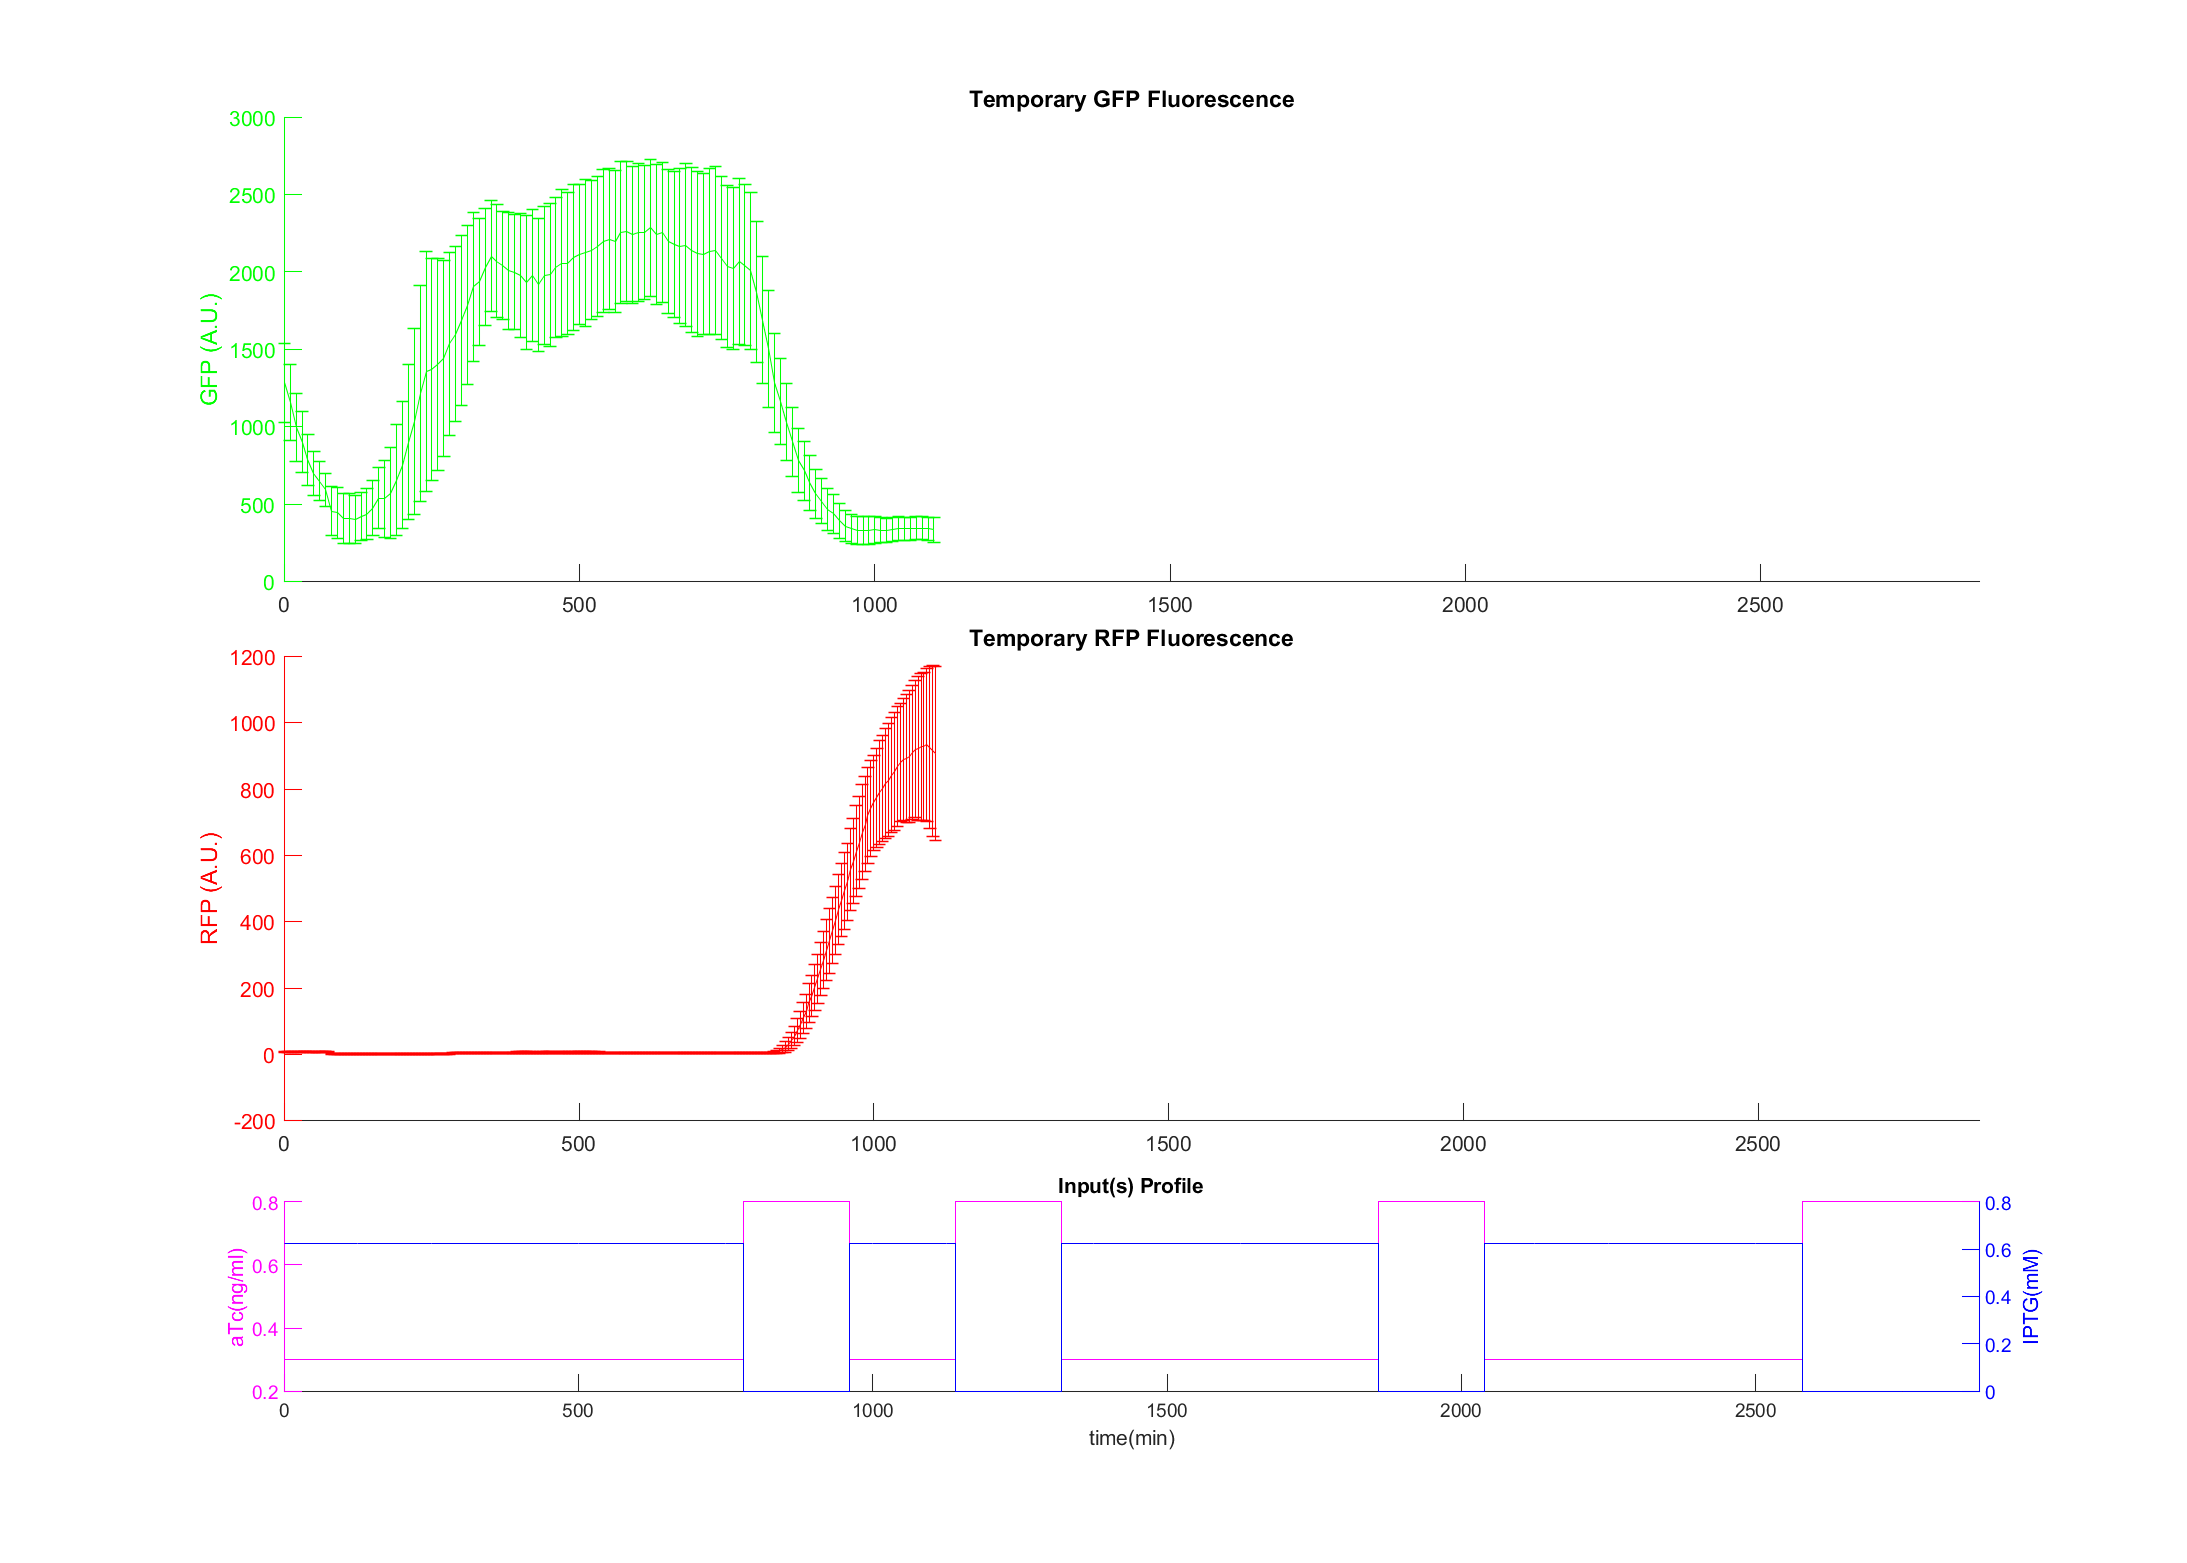 Temporary GFP Fluorescence
3000
2500
2000
1500
1000
500
0
GFP (A.U.)
0 500 1000 1500 2000 2500
Temporary RFP Fluorescence
1200
1000
800
600
400
200
0
-200
RFP (A.U.)
0 500 1000 1500 2000 2500
Input(s) Profile
0.8
0.6
0.4
0.2
aTc(ng/ml)
0.8
0.6
0.4
0.2
0
IPTG(mM)
0 500 1000 1500 2000 2500
time(min)